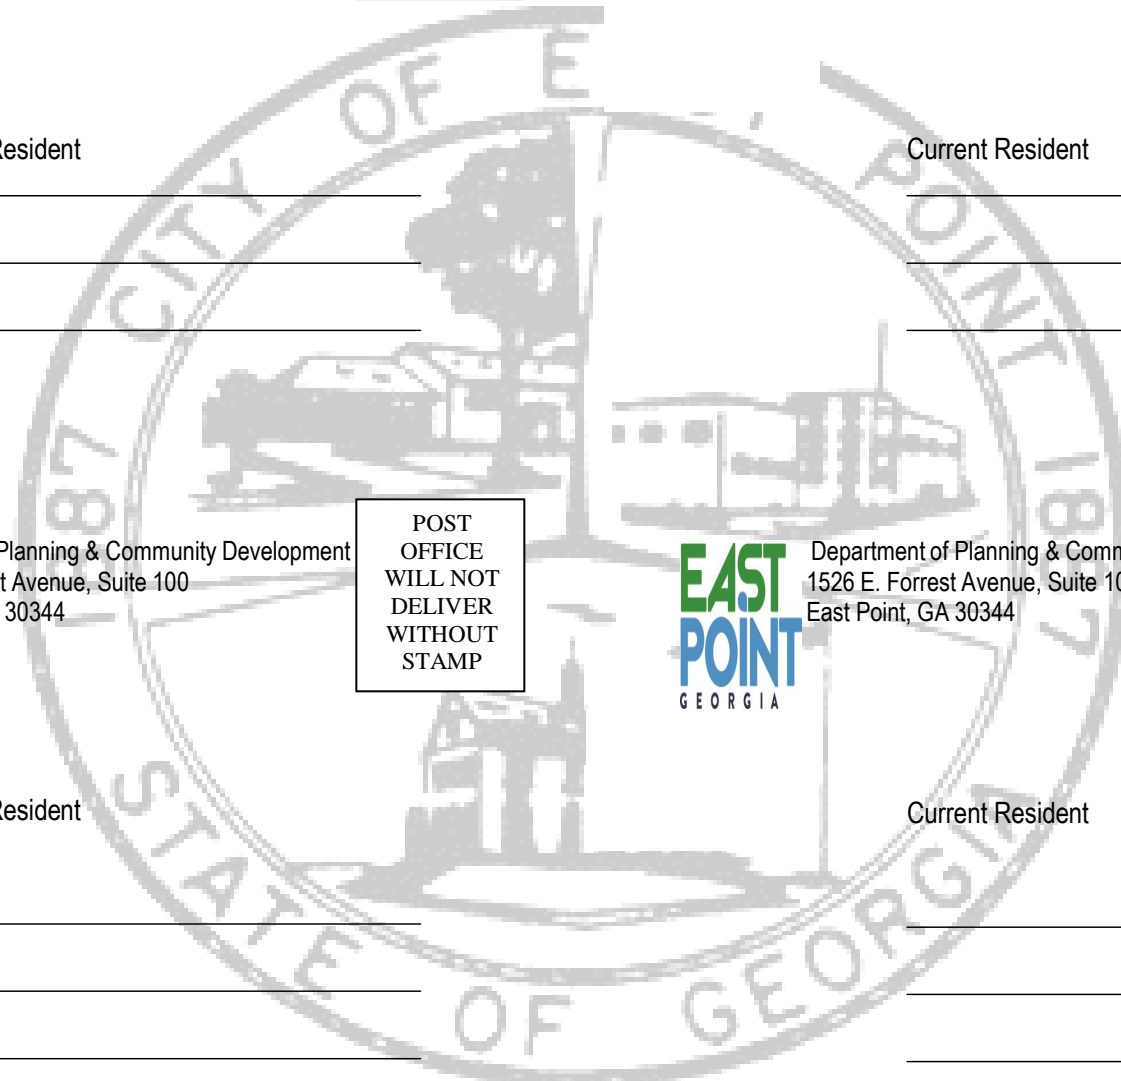 CITY OF E
POINT
1887
1887
STATE OF GEORGIA
Resident
Current Resident
Planning & Community Development
t Avenue, Suite 100
30344
POST
OFFICE
WILL NOT
DELIVER
WITHOUT
STAMP
EAST
POINT
GEORGIA
Department of Planning & Comm
1526 E. Forrest Avenue, Suite 10
East Point, GA 30344
Resident
Current Resident